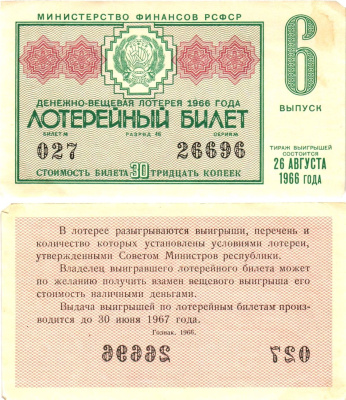 МИНИСТЕРСТВО ФИНАНСОВ РСФСР
6
ВЫПУСК
ДЕНЕЖНО-ВЕЩЕВАЯ ЛОТЕРЕЯ 1966 ГОДА
ЛОТЕРЕЙНЫЙ БИЛЕТ
БИЛЕТ № РАЗРЯД 46 СЕРИЯ №
027 26696
СТОИМОСТЬ БИЛЕТА 30 ТРИДЦАТЬ КОПЕЕК
ТИРАЖ ВЫИГРЫШЕЙ
СОСТОИТСЯ
26 АВГУСТА
1966 ГОДА
В лотерее разыгрываются выигрыши, перечень и
количество которых установлены условиями лотереи,
утвержденными Советом Министров республики.
Владелец выигравшего лотерейного билета может
по желанию получить взамен вещевого выигрыша его
стоимость наличными деньгами.
Выдача выигрышей по лотерейным билетам произ-
водится до 30 июня 1967 года.
Гознак. 1966.
26696 027